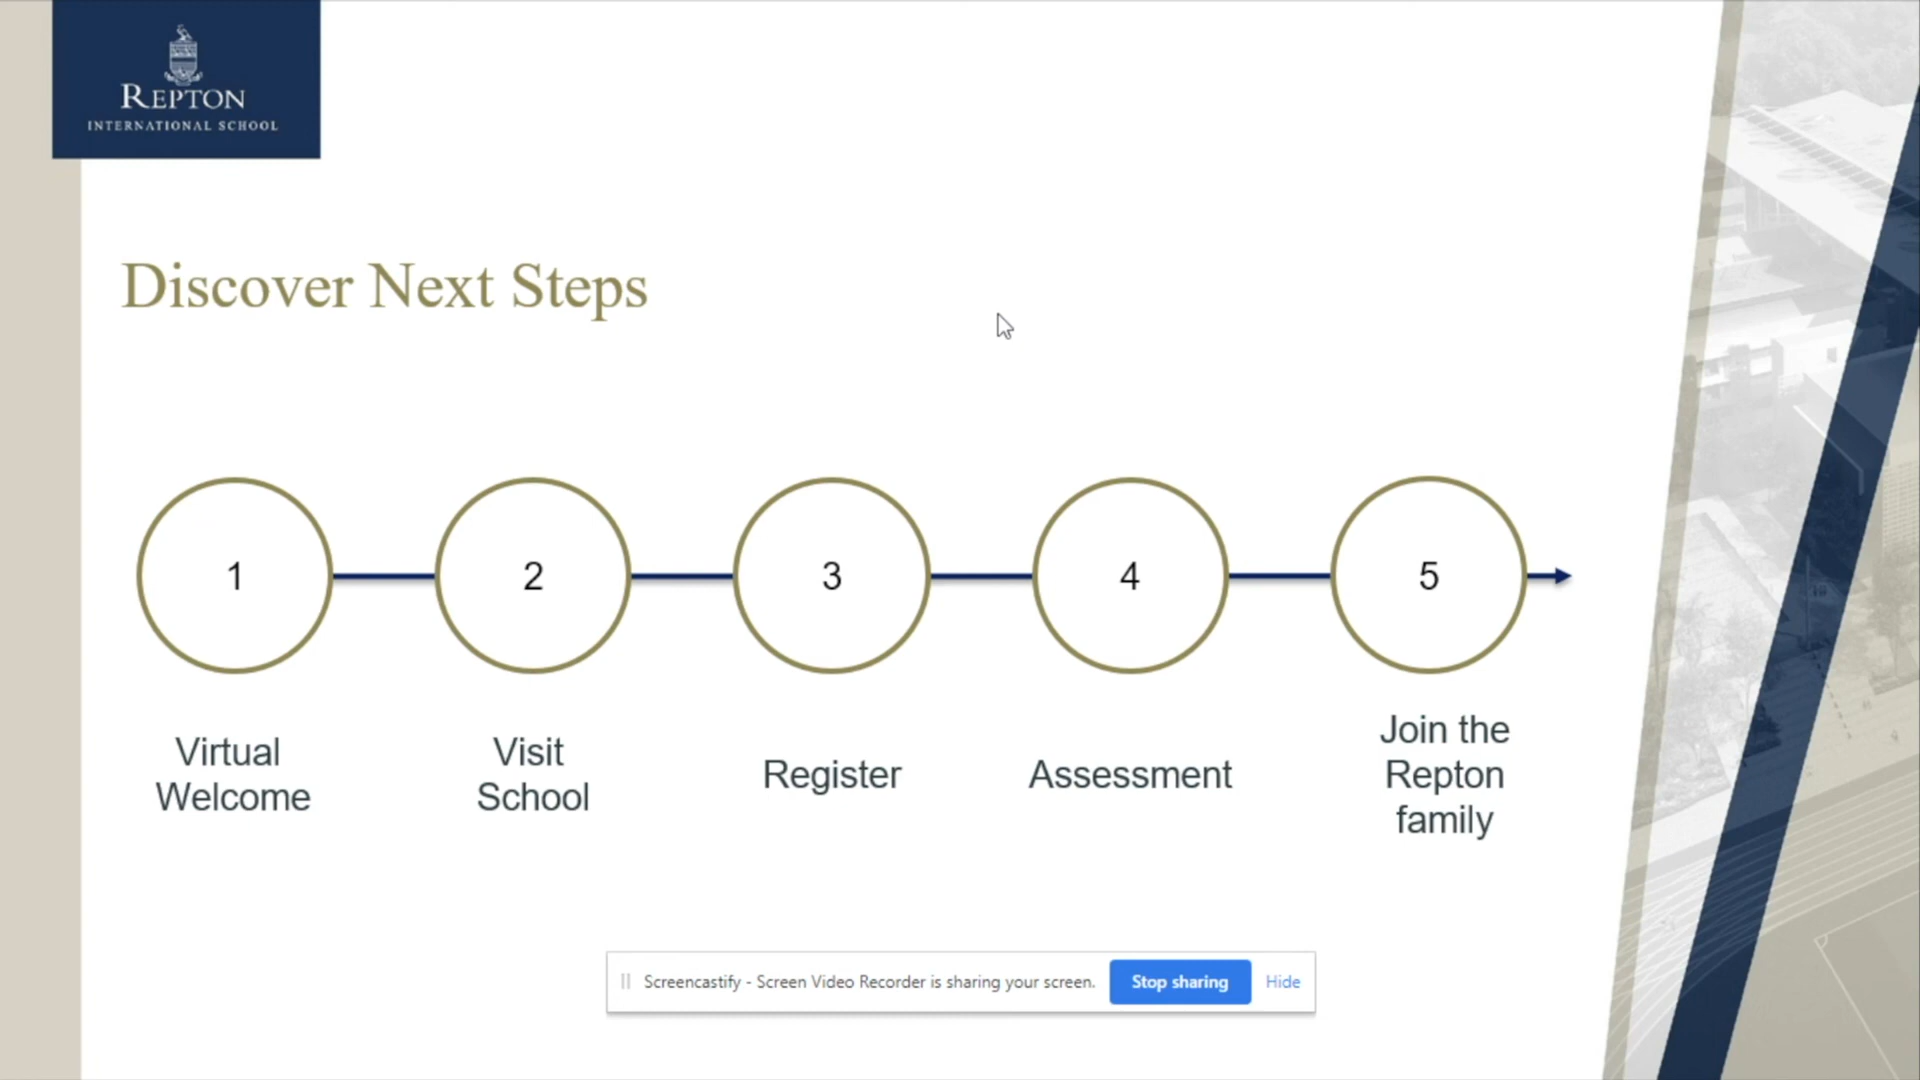 REPTON
INTERNATIONAL SCHOOL
Discover Next Steps
1
2
3
4
5
Virtual
Welcome
Visit
School
Register
Assessment
Join the
Repton
family
Screencastify - Screen Video Recorder is sharing your screen.
Stop sharing
Hide